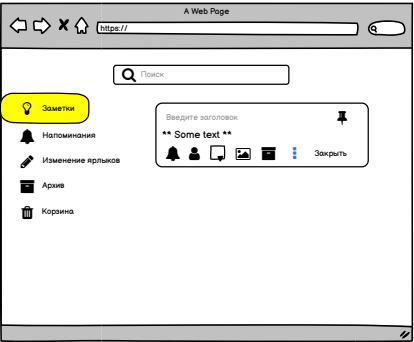 A Web Page
https://
Поиск
Заметки
Введите заголовок
** Some text **
Напоминания
Закрыть
Изменение ярлыков
Архив
Корзина